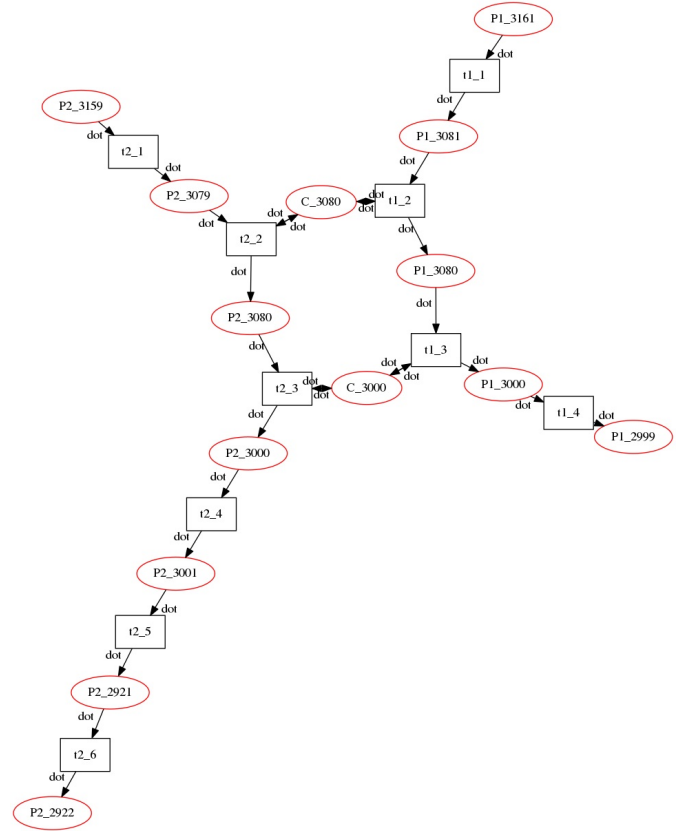 P1_3161
dot
t1_1
dot
P2_3159
dot
t2_1
P1_3081
dot
dot
P2_3079
dot
C_3080
dot
dot
t1_2
dot
dot
dot
t2_2
dot
dot
P1_3080
dot
P2_3080
dot
t1_3
dot
dot
dot
t2_3
dot
dot
C_3000
dot
P1_3000
dot
t1_4
dot
P1_2999
dot
P2_3000
dot
t2_4
dot
P2_3001
dot
t2_5
dot
P2_2921
dot
t2_6
dot
P2_2922